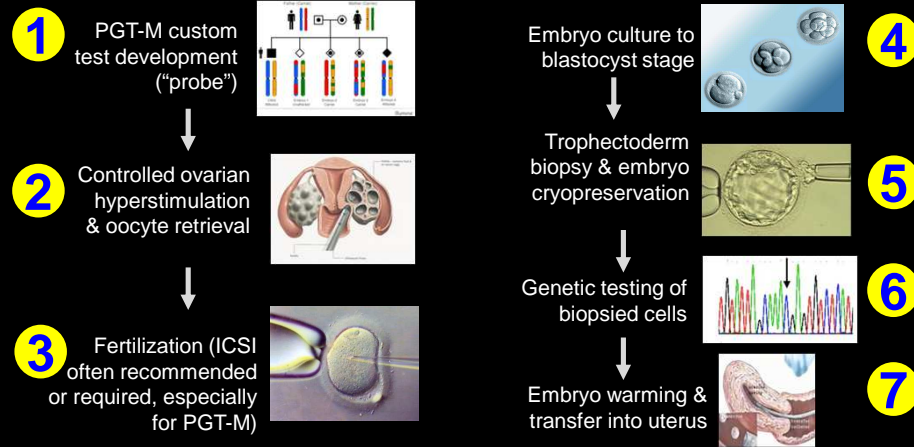 1
PGT-M custom
test development
(“probe”)
2
Controlled ovarian
hyperstimulation
& oocyte retrieval
3
Fertilization (ICSI
often recommended
or required, especially
for PGT-M)
4
Embryo culture to
blastocyst stage
5
Trophectoderm
biopsy & embryo
cryopreservation
6
Genetic testing of
biopsied cells
7
Embryo warming &
transfer into uterus